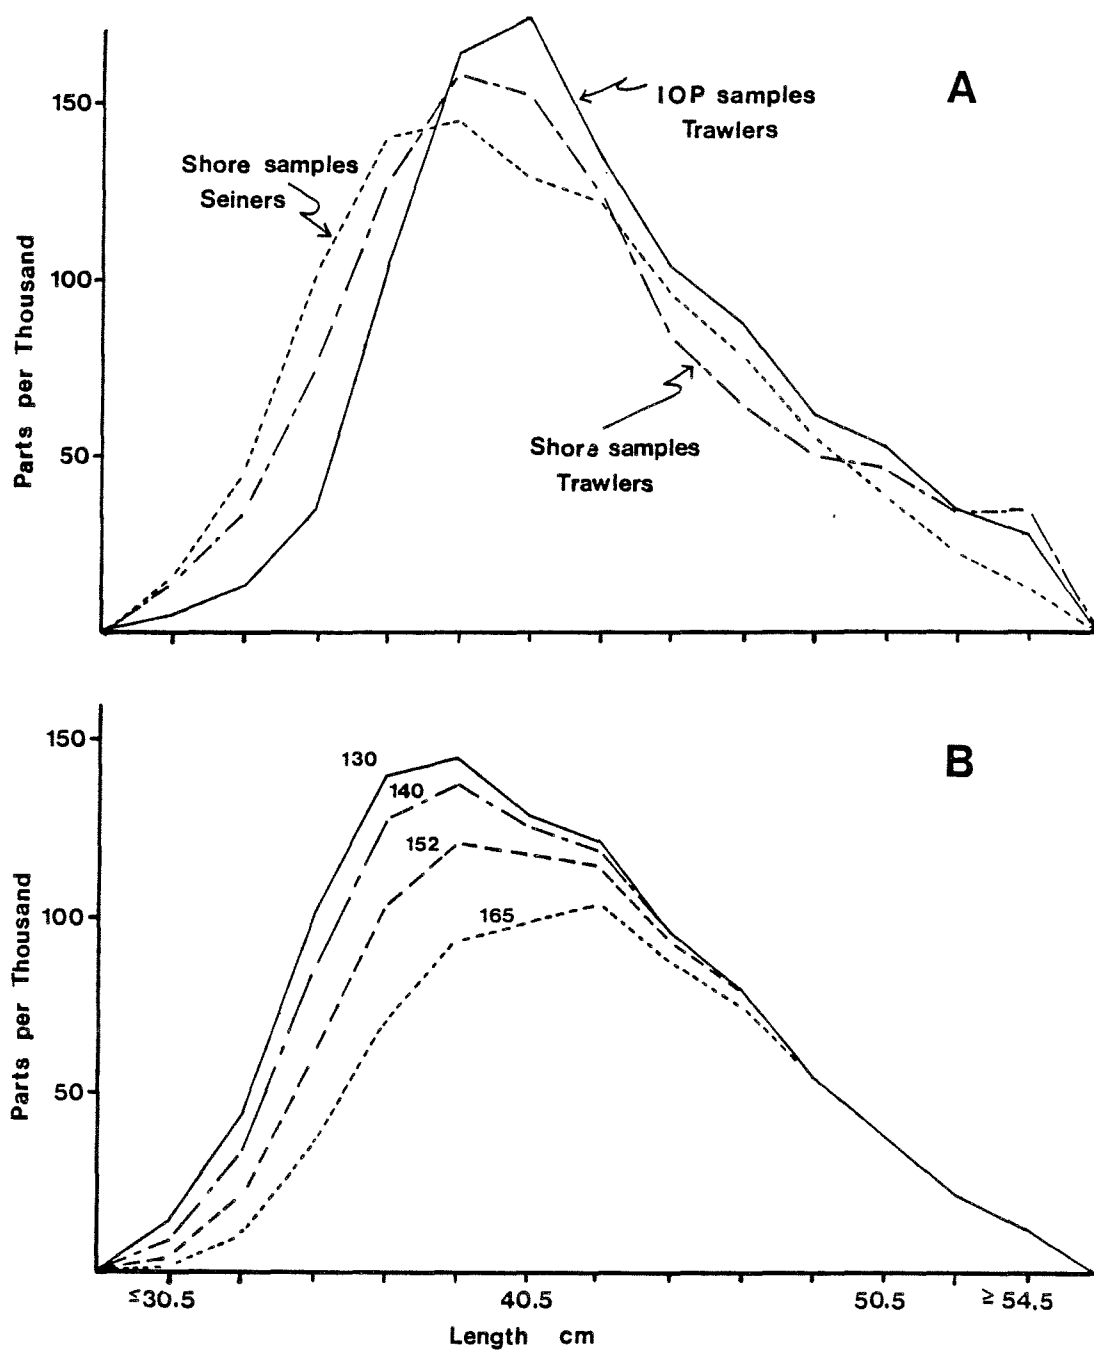 A
150
IOP samples
Trawlers
Shore samples
Seiners
100
Parts per Thousand
50
Shore samples
Trawlers
B
150
130
140
152
165
100
Parts per Thousand
50
≤30.5
40.5
50.5
≥ 54.5
Length cm